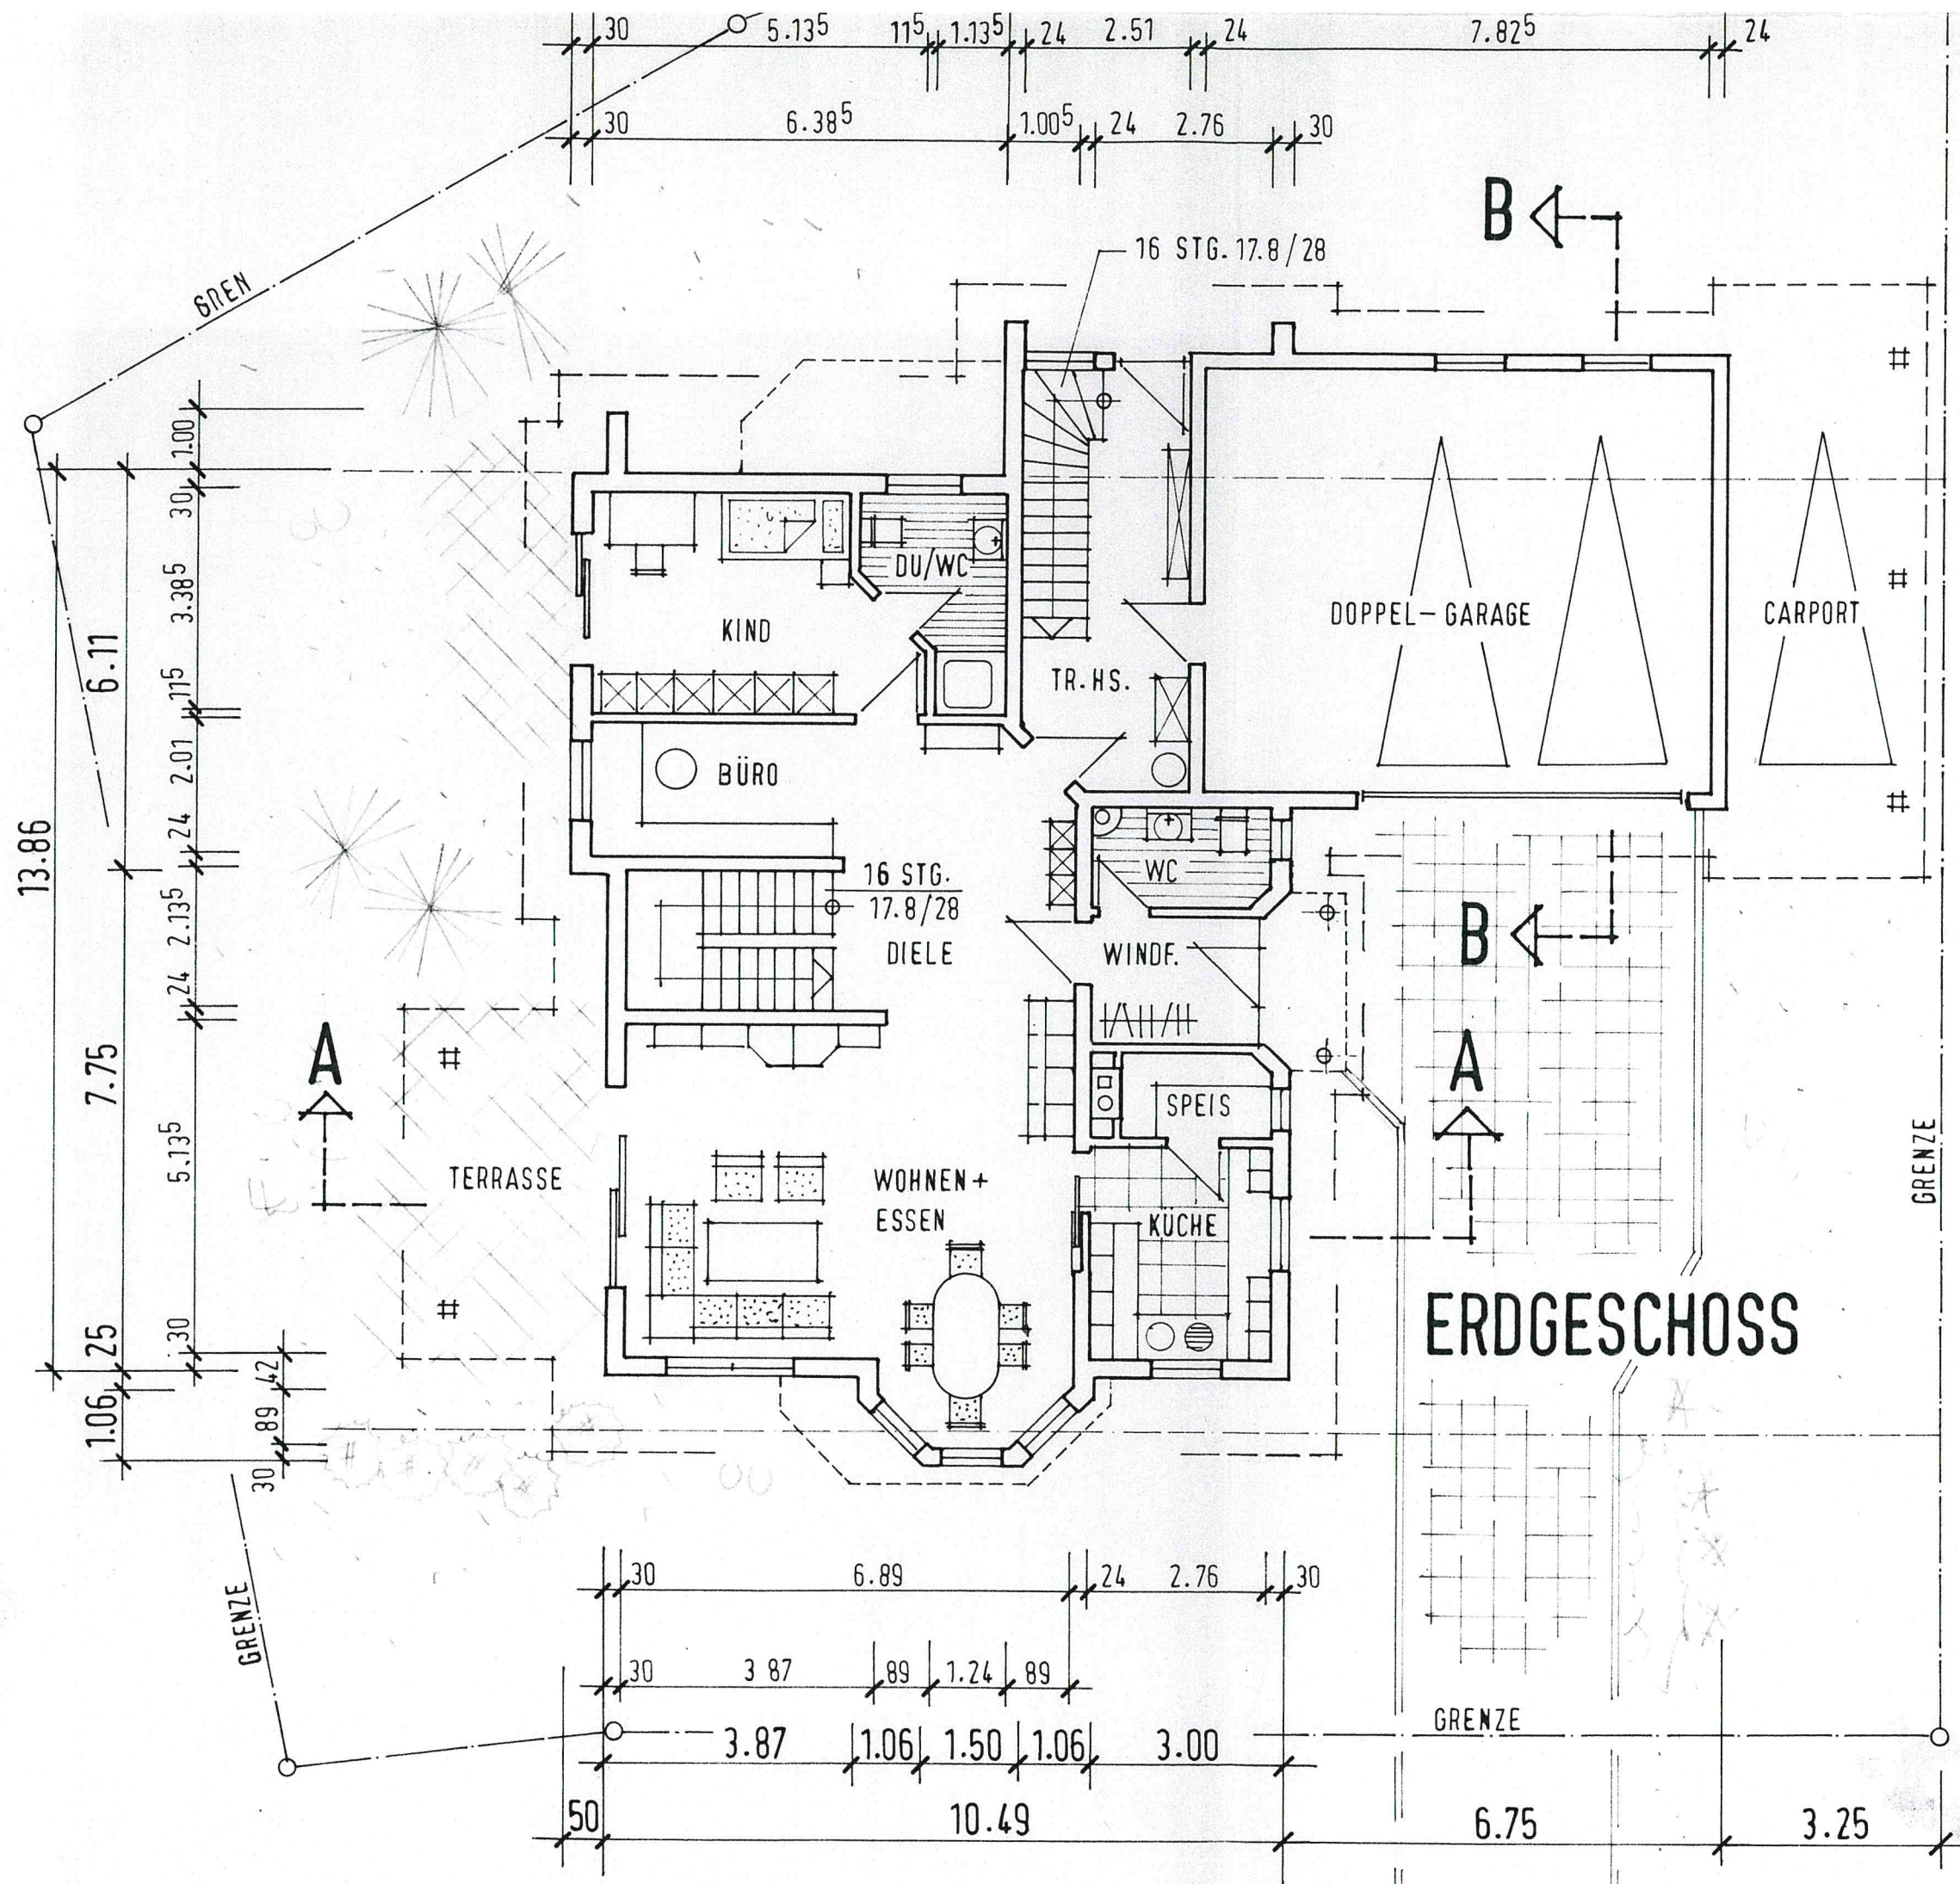 30 5.13⁵ 11⁵ 1.13⁵ 24 2.51 24 7.82⁵ 24
30 6.38⁵ 1.00⁵ 24 2.76 30
B
16 STG. 17.8/28
GREN
1.00
30
3.38⁵
11⁵
2.01
24
2.13⁵
24
5.135
30
6.11
7.75
25
1.06
13.86
42
89
30
DU/WC
KIND
TR.HS.
DOPPEL-GARAGE
CARPORT
BÜRO
WC
16 STG.
17.8/28
DIELE
WINDF.
B
A
A
SPEIS
TERRASSE
WOHNEN+
ESSEN
KÜCHE
GRENZE
ERDGESCHOSS
GRENZE
30 6.89 24 2.76 30
30 3 87 89 1.24 89
GRENZE
3.87 1.06 1.50 1.06 3.00
50 10.49 6.75 3.25